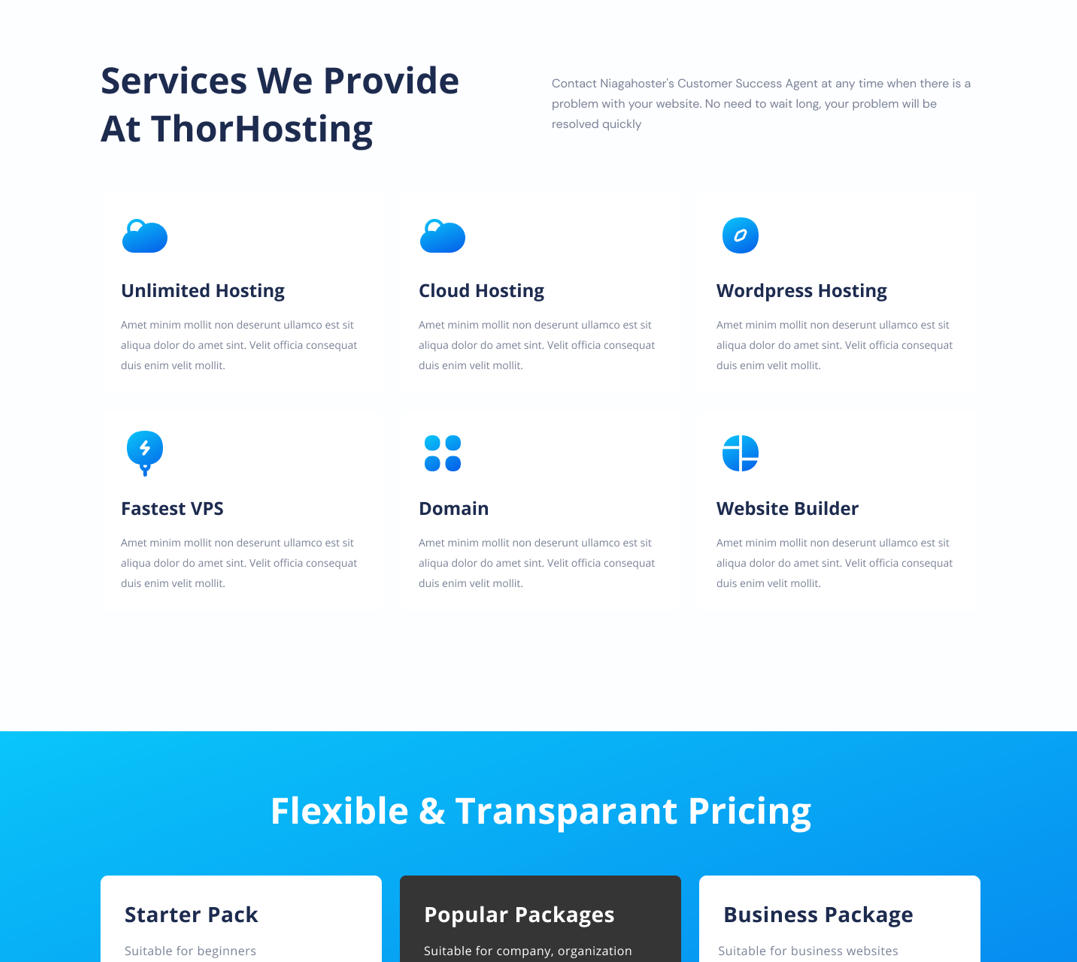 Services We Provide
At ThorHosting
Contact Niagahoster's Customer Success Agent at any time when there is a
problem with your website. No need to wait long, your problem will be
resolved quickly
Unlimited Hosting
Amet minim mollit non deserunt ullamco est sit
aliqua dolor do amet sint. Velit officia consequat
duis enim velit mollit.
Cloud Hosting
Amet minim mollit non deserunt ullamco est sit
aliqua dolor do amet sint. Velit officia consequat
duis enim velit mollit.
Wordpress Hosting
Amet minim mollit non deserunt ullamco est sit
aliqua dolor do amet sint. Velit officia consequat
duis enim velit mollit.
Fastest VPS
Amet minim mollit non deserunt ullamco est sit
aliqua dolor do amet sint. Velit officia consequat
duis enim velit mollit.
Domain
Amet minim mollit non deserunt ullamco est sit
aliqua dolor do amet sint. Velit officia consequat
duis enim velit mollit.
Website Builder
Amet minim mollit non deserunt ullamco est sit
aliqua dolor do amet sint. Velit officia consequat
duis enim velit mollit.
Flexible & Transparant Pricing
Starter Pack
Suitable for beginners
Popular Packages
Suitable for company, organization
Business Package
Suitable for business websites